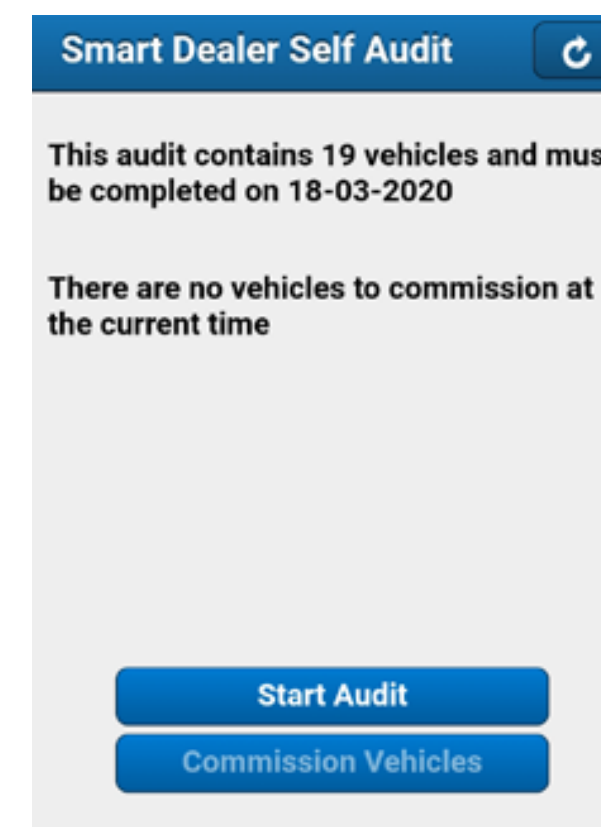 Smart Dealer Self Audit
This audit contains 19 vehicles and mus
be completed on 18-03-2020
There are no vehicles to commission at
the current time
Start Audit
Commission Vehicles